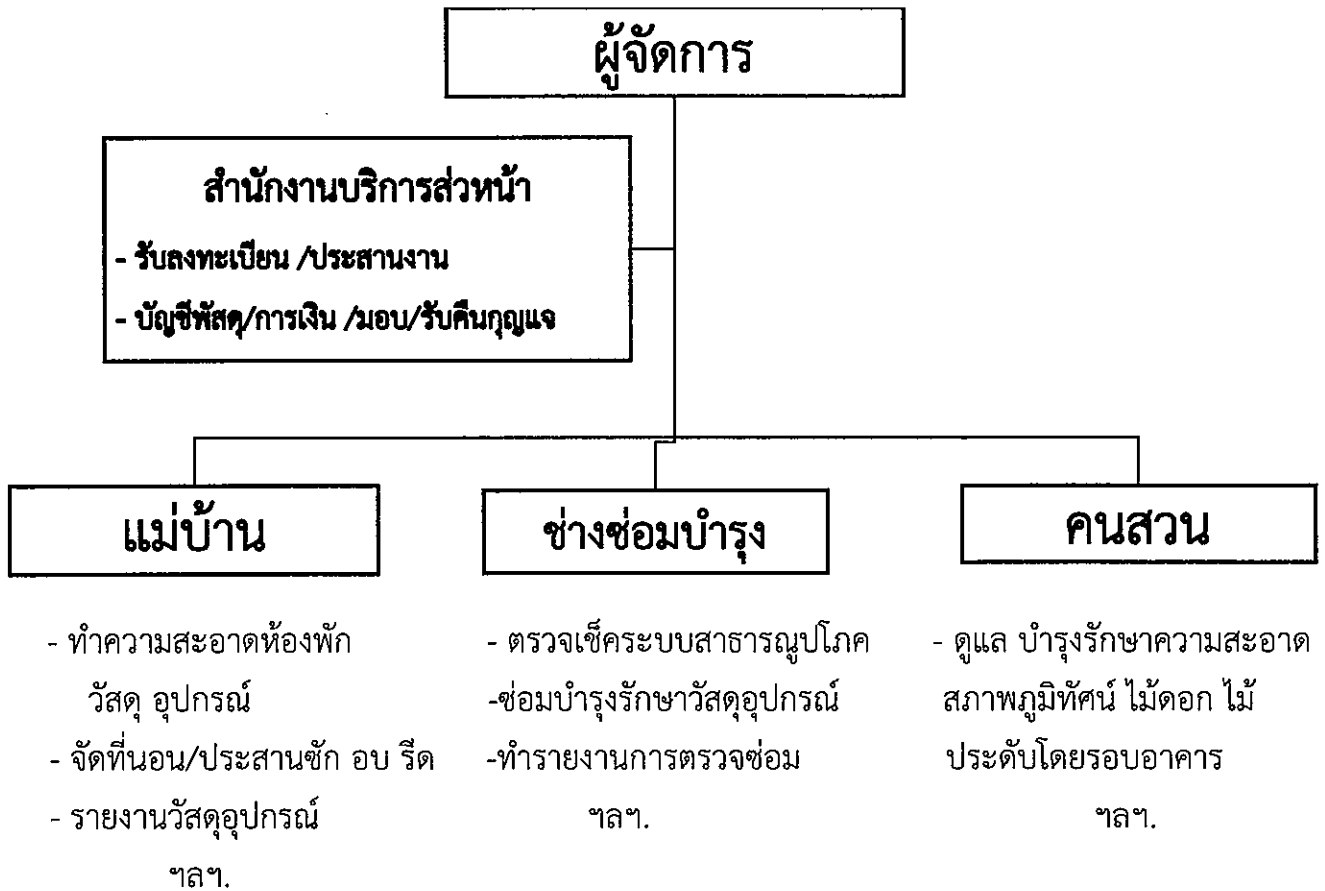 ผู้จัดการ
สำนักงานบริการส่วหน้า
- รับลงทะเบียน /ประสานงาน
- บัญชีพัสดุ/การเงิน /มอบ/รับคืนกุญแจ
แม่บ้าน
- ทำความสะอาดห้องพัก
วัสดุ อุปกรณ์
- จัดที่นอน/ประสานซัก อบ รีด
- รายงานวัสดุอุปกรณ์
ฯลฯ.
ช่างซ่อมบำรุง
- ตรวจเช็คระบบสาธารณูปโภค
-ซ่อมบำรุงรักษาวัสดุอุปกรณ์
-ทำรายงานการตรวจซ่อม
ฯลฯ.
คนสวน
- ดูแล บำรุงรักษาความสะอาด
สภาพภูมิทัศน์ ไม้ดอก ไม้
ประดับโดยรอบอาคาร
ฯลฯ.